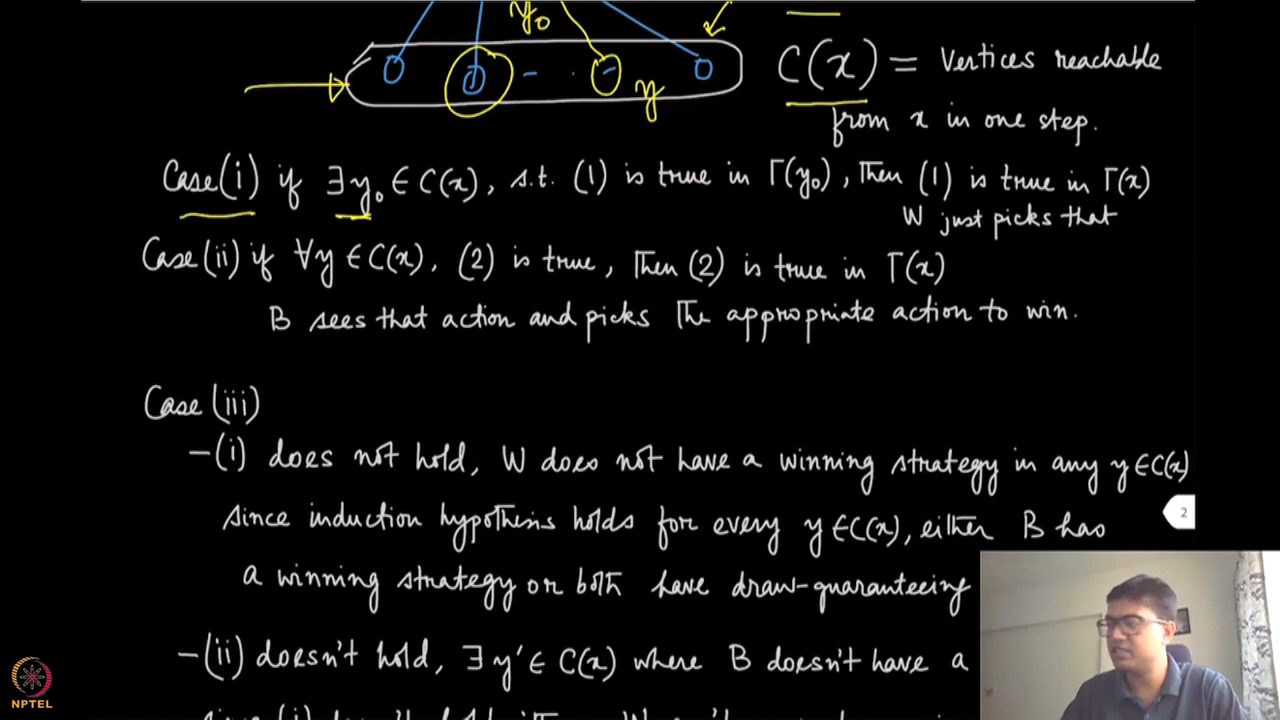 y₀
y
C(x) = Vertices reachable
from x in one step.
Case(i) if ∃y₀ ∈ C(x), s.t. (1) is true in Γ(y₀), Then (1) is true in Γ(x)
W just picks that
Case(ii) if ∀y ∈ C(x), (2) is true, Then (2) is true in Γ(x)
B sees that action and picks The appropriate action to win.
Case (iii)
-(i) does not hold, W does not have a winning strategy in any y ∈ C(x)
since induction hypothesis holds for every y ∈ C(x), either B has
a winning strategy or both have draw-guaranteeing
-(ii) doesn't hold, ∃ y' ∈ C(x) where B doesn't have a
2
NPTEL